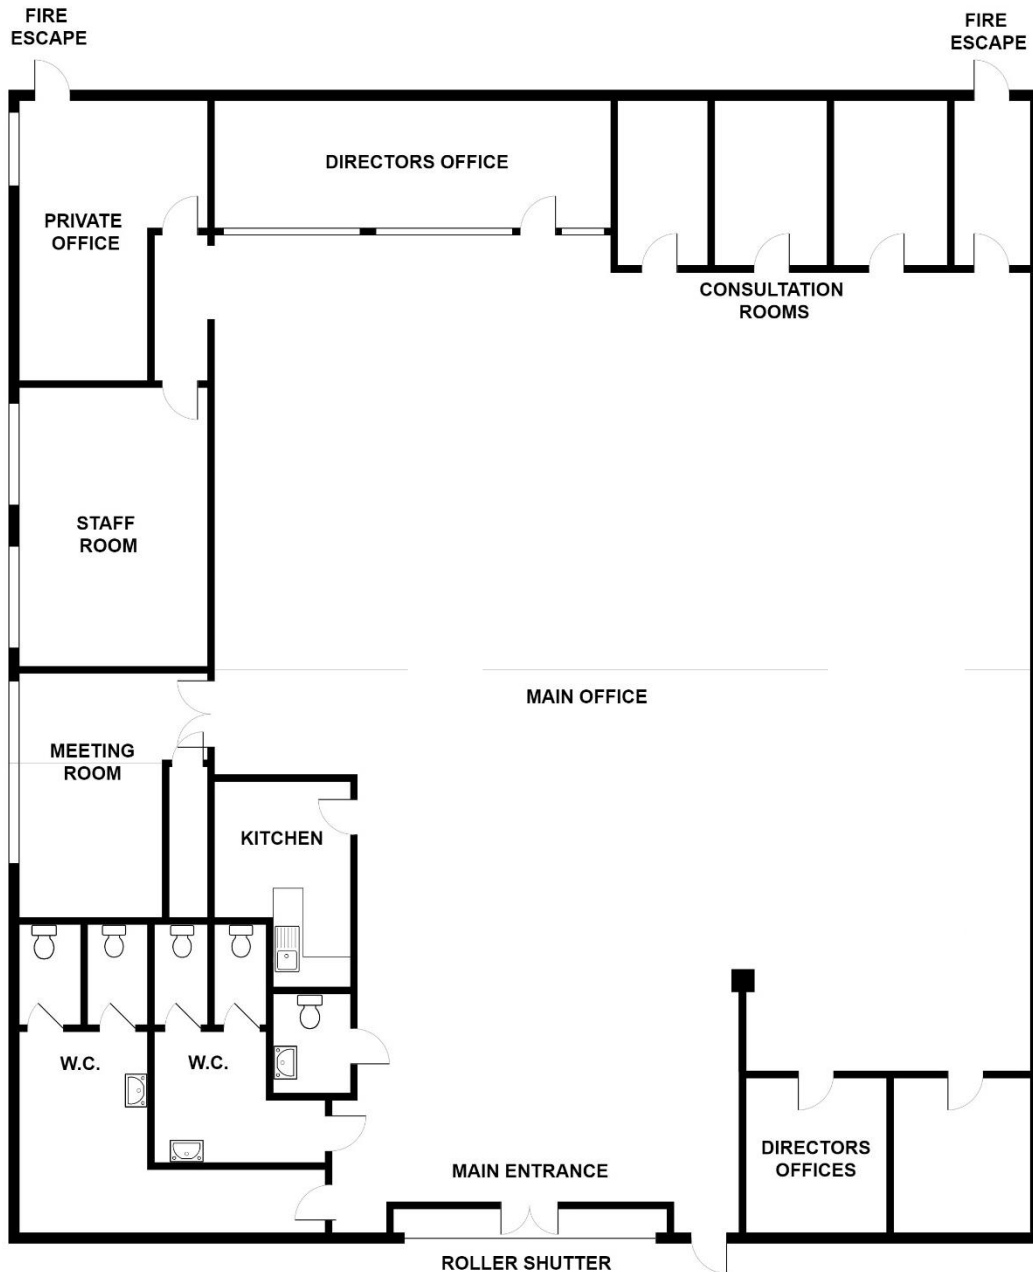 FIRE
ESCAPE
FIRE
ESCAPE
DIRECTORS OFFICE
PRIVATE
OFFICE
CONSULTATION
ROOMS
STAFF
ROOM
MAIN OFFICE
MEETING
ROOM
KITCHEN
W.C.
W.C.
DIRECTORS
OFFICES
MAIN ENTRANCE
ROLLER SHUTTER